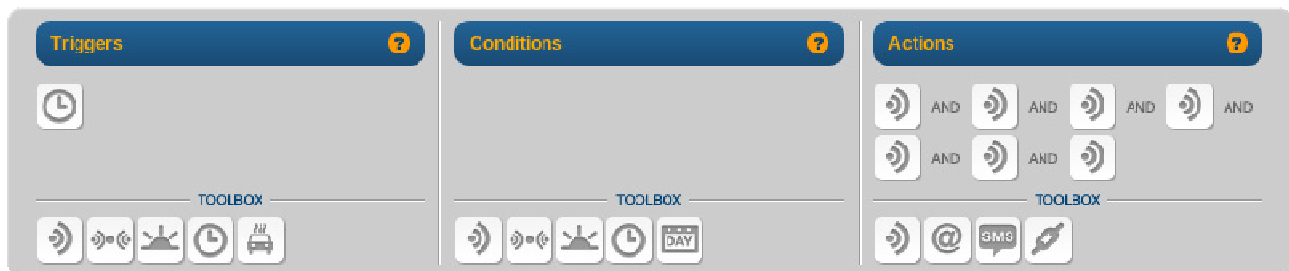 Triggers ?
Conditions ?
Actions ?
AND AND AND AND
AND AND
TOOLBOX
TOOLBOX
TOOLBOX
DAY
@ SMS